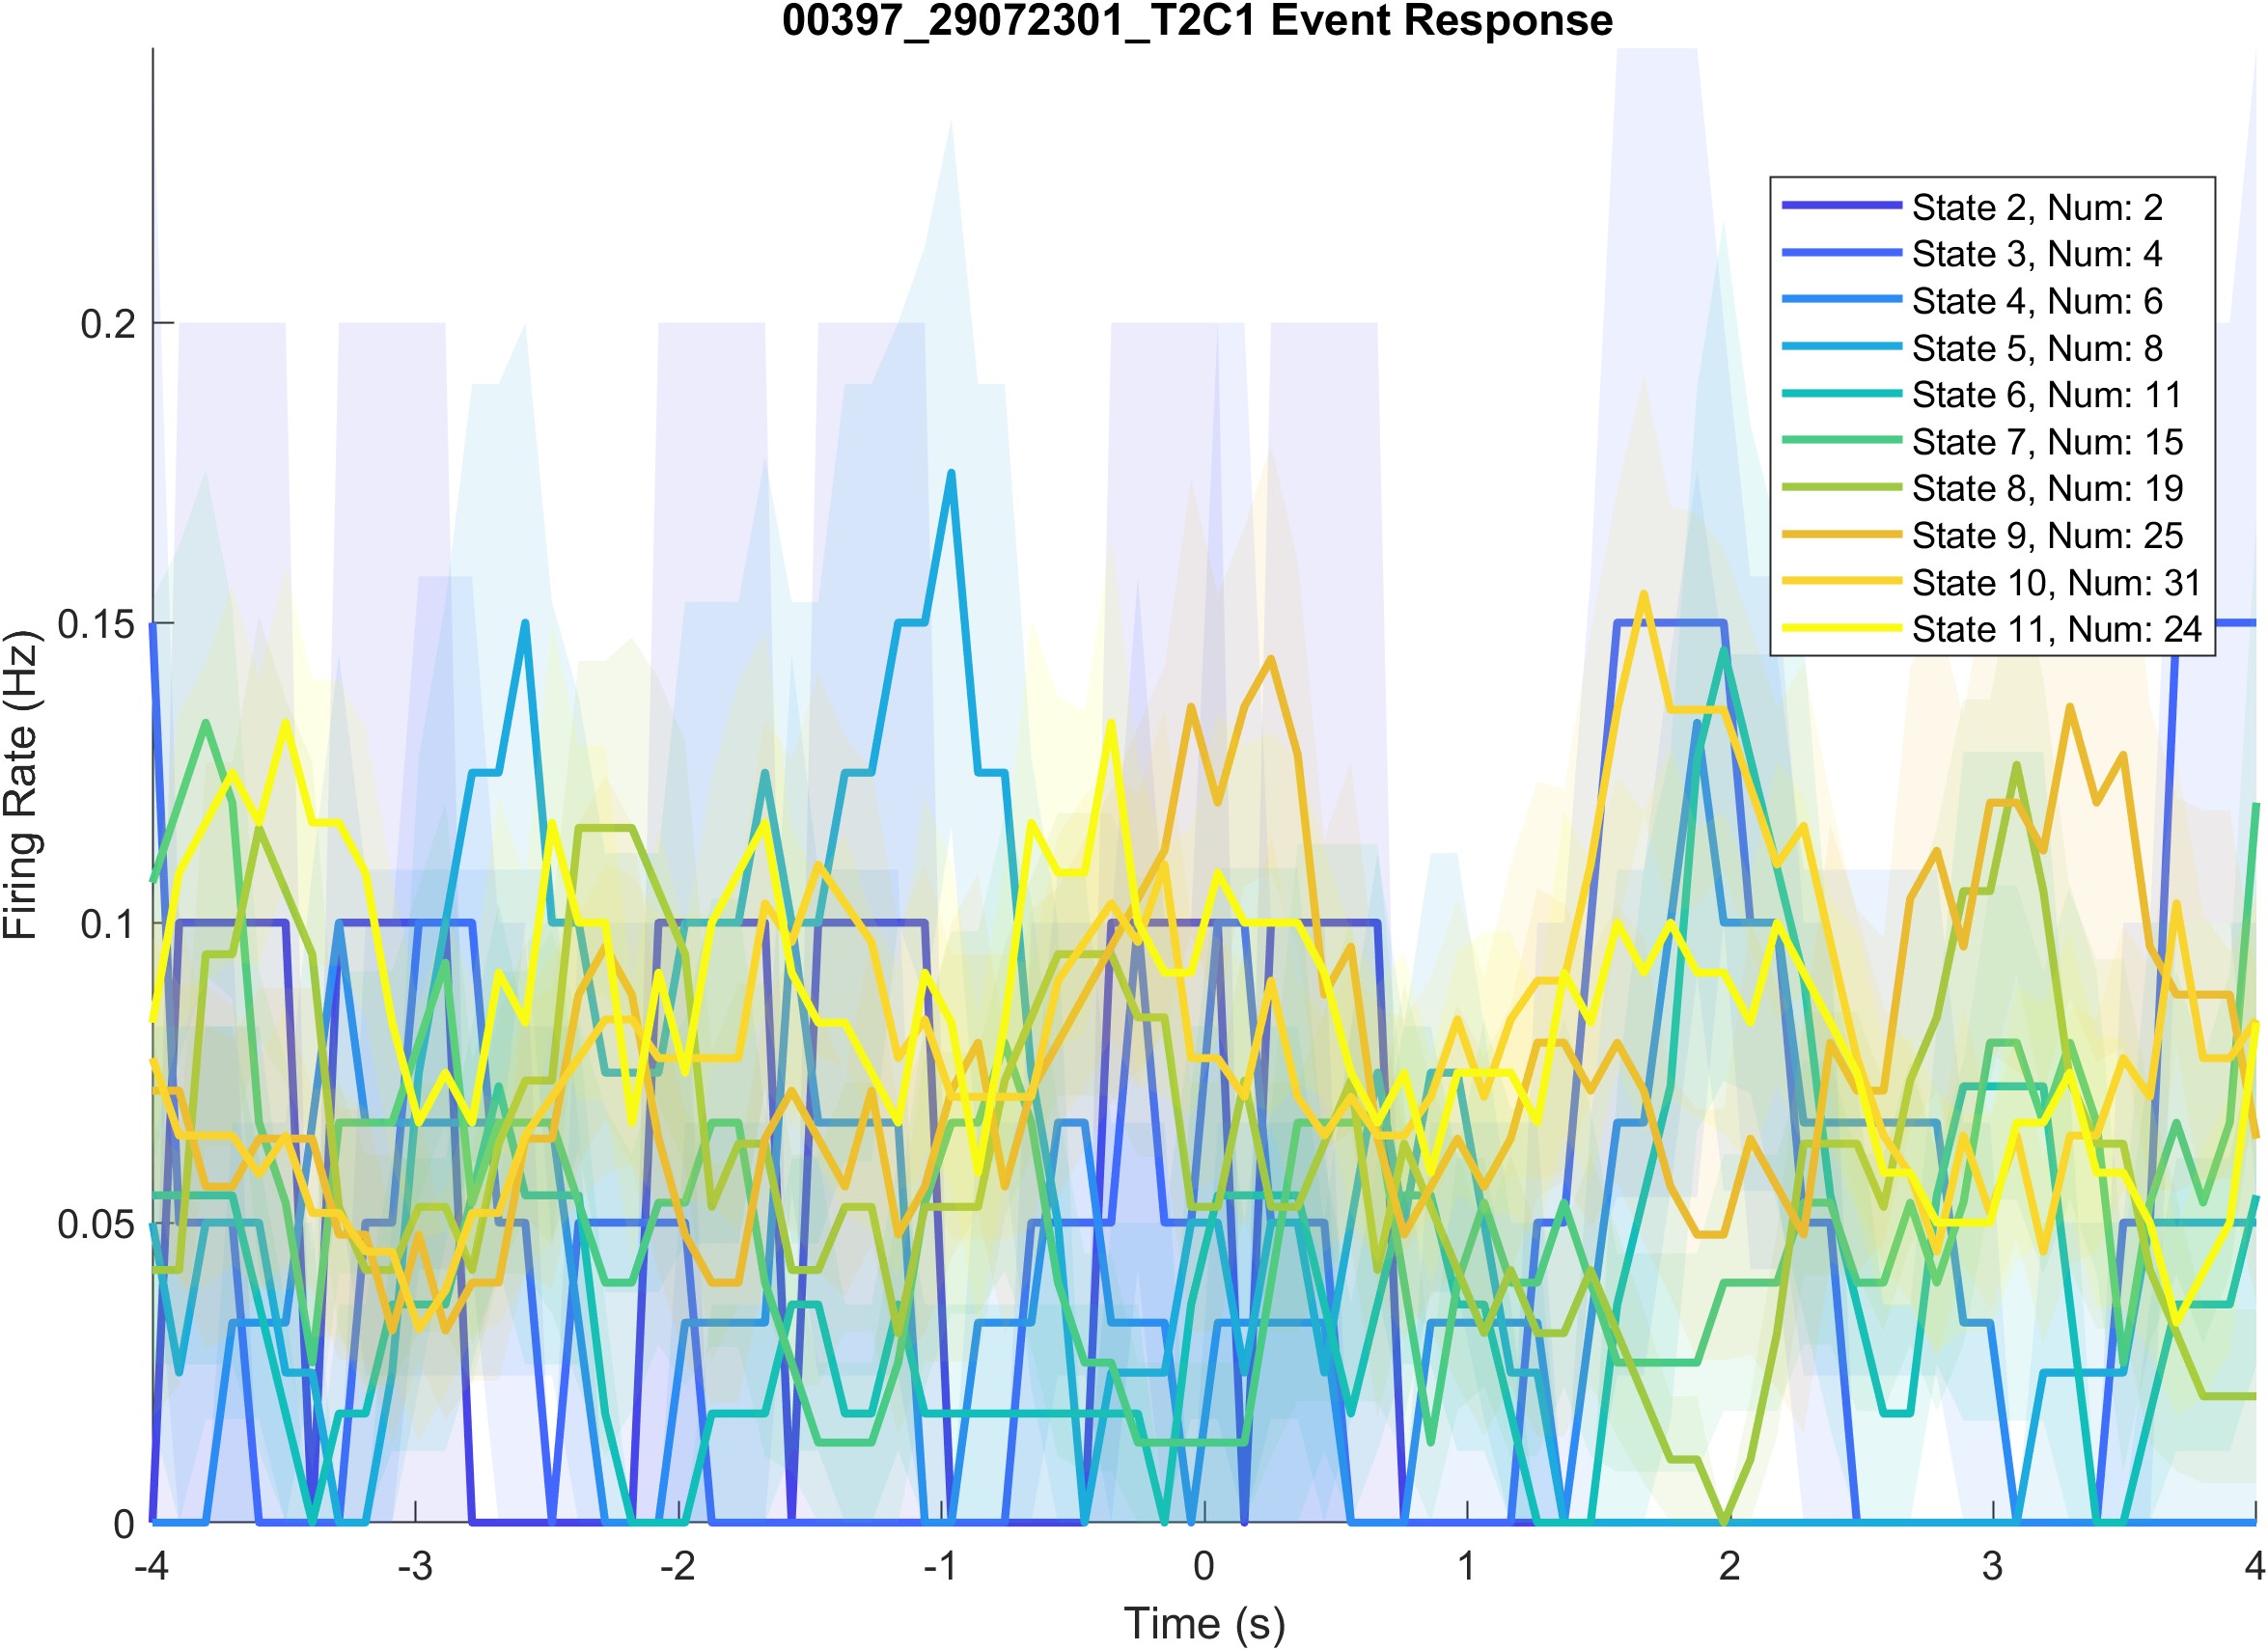 00397_29072301_T2C1 Event Response
Firing Rate (Hz)
0.2
0.15
0.1
0.05
0
-4
-3
-2
-1
0
1
2
3
4
Time (s)
State 2, Num: 2
State 3, Num: 4
State 4, Num: 6
State 5, Num: 8
State 6, Num: 11
State 7, Num: 15
State 8, Num: 19
State 9, Num: 25
State 10, Num: 31
State 11, Num: 24